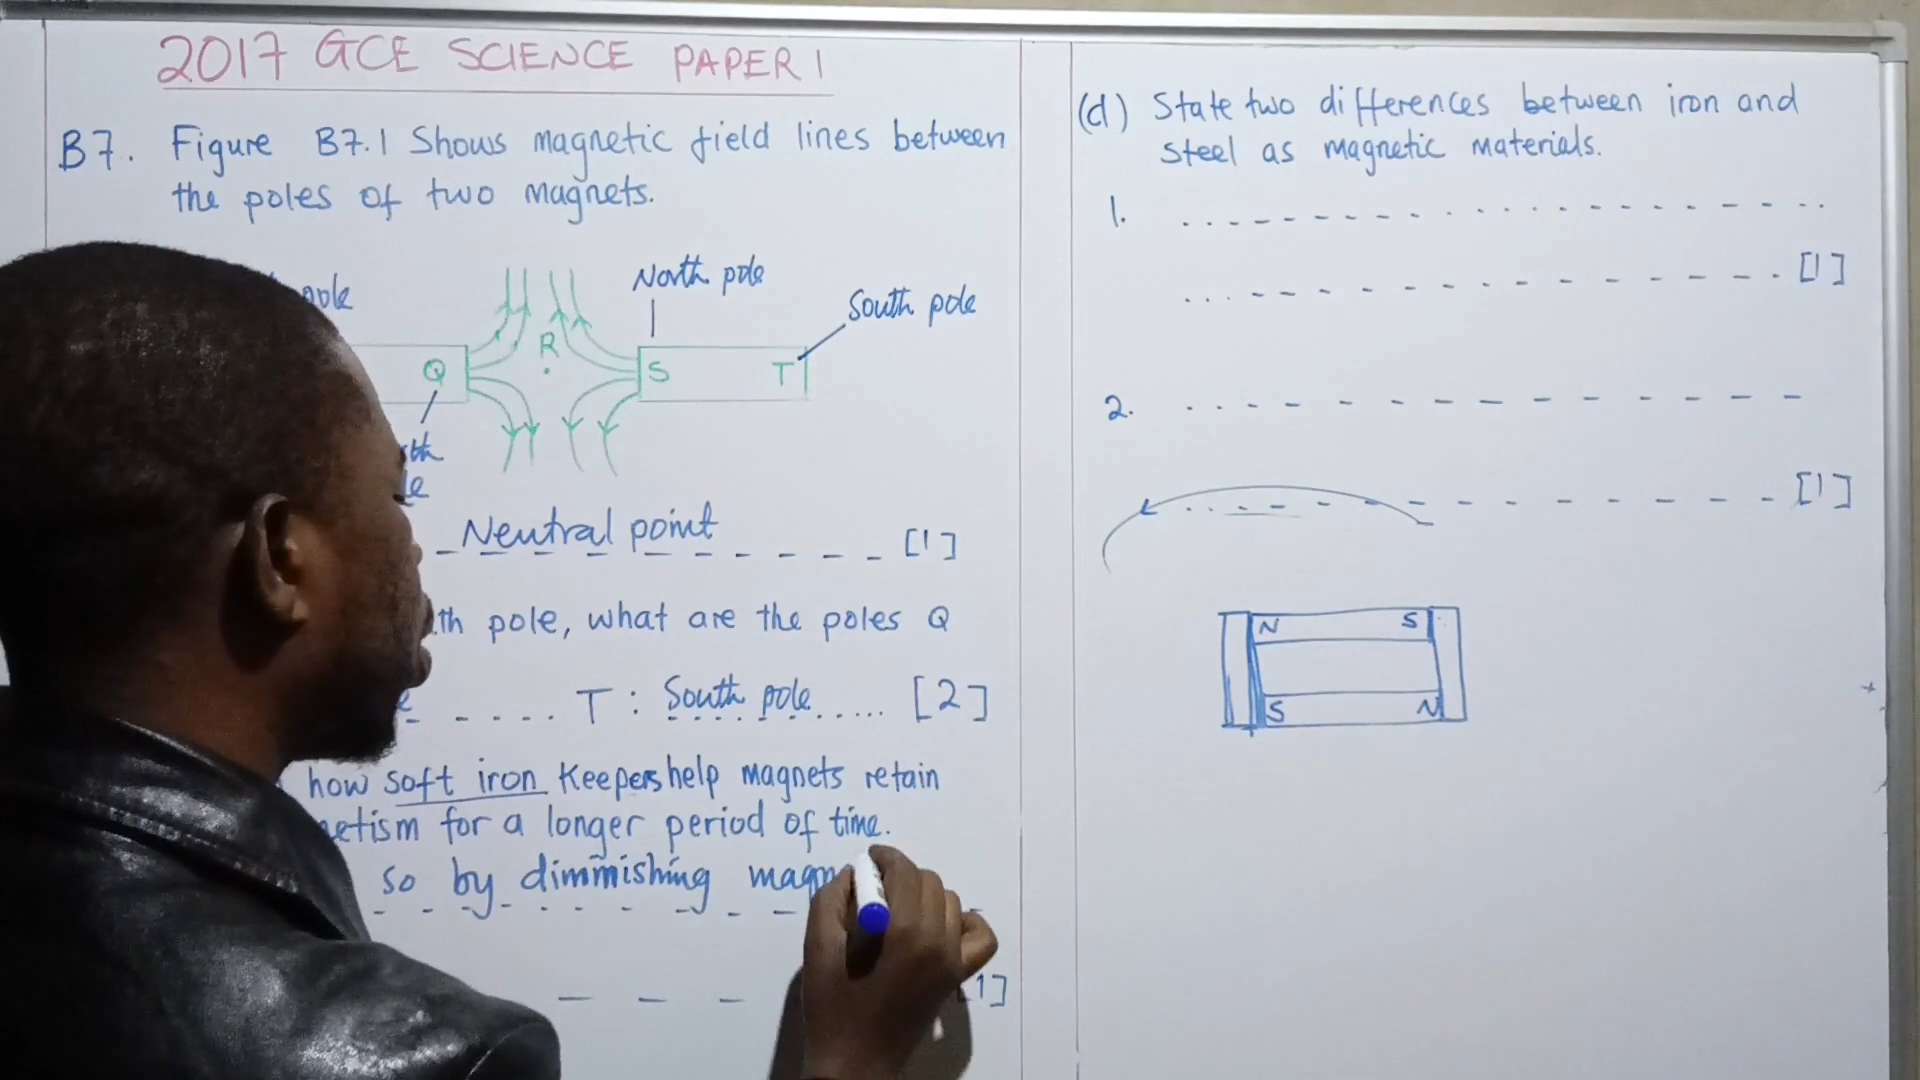 2017 GCE SCIENCE PAPER 1
B7. Figure B7.1 Shows magnetic field lines between
the poles of two magnets.
North pole
South pole
R
Q
S
T
Neutral point [1]
pole, what are the poles Q
T: South pole [2]
how soft iron keepers help magnets retain
for a longer period of time.
so by dimmishing
[1]
(d) State two differences between iron and
steel as magnetic materials.
1.
[1]
2.
[1]
N S
S N